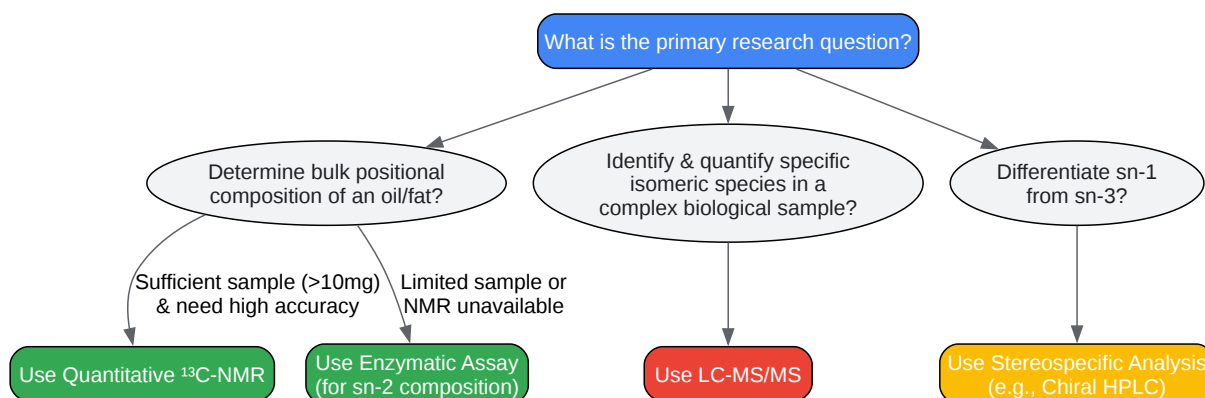 What is the primary research question?
Determine bulk positional
composition of an oil/fat?
Identify & quantify specific
isomeric species in a
complex biological sample?
Differentiate sn-1
from sn-3?
Sufficient sample (>10mg)
& need high accuracy
Limited sample or
NMR unavailable
Use Quantitative ¹³C-NMR
Use Enzymatic Assay
(for sn-2 composition)
Use LC-MS/MS
Use Stereospecific Analysis
(e.g., Chiral HPLC)